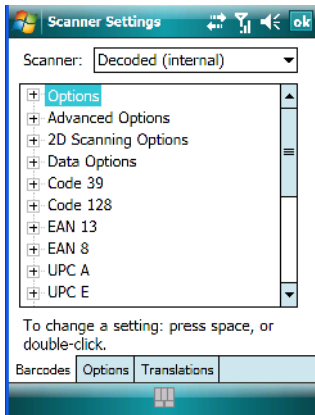 Scanner Settings ok
Scanner: Decoded (internal)
Options
Advanced Options
2D Scanning Options
Data Options
Code 39
Code 128
EAN 13
EAN 8
UPC A
UPC E
To change a setting: press space, or
double-click.
Barcodes Options Translations